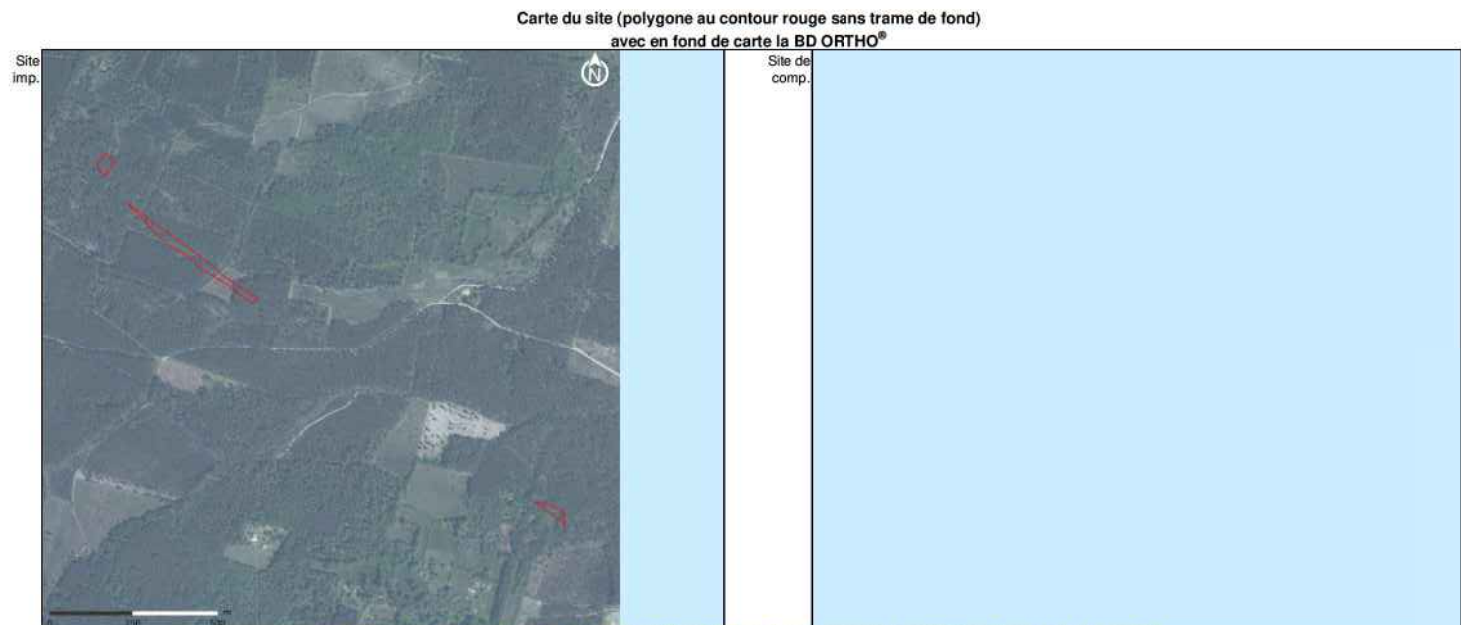 Carte du site (polygone au contour rouge sans trame de fond)
avec en fond de carte la BD ORTHO®
Site
imp.
N
Site de
comp.
m
0